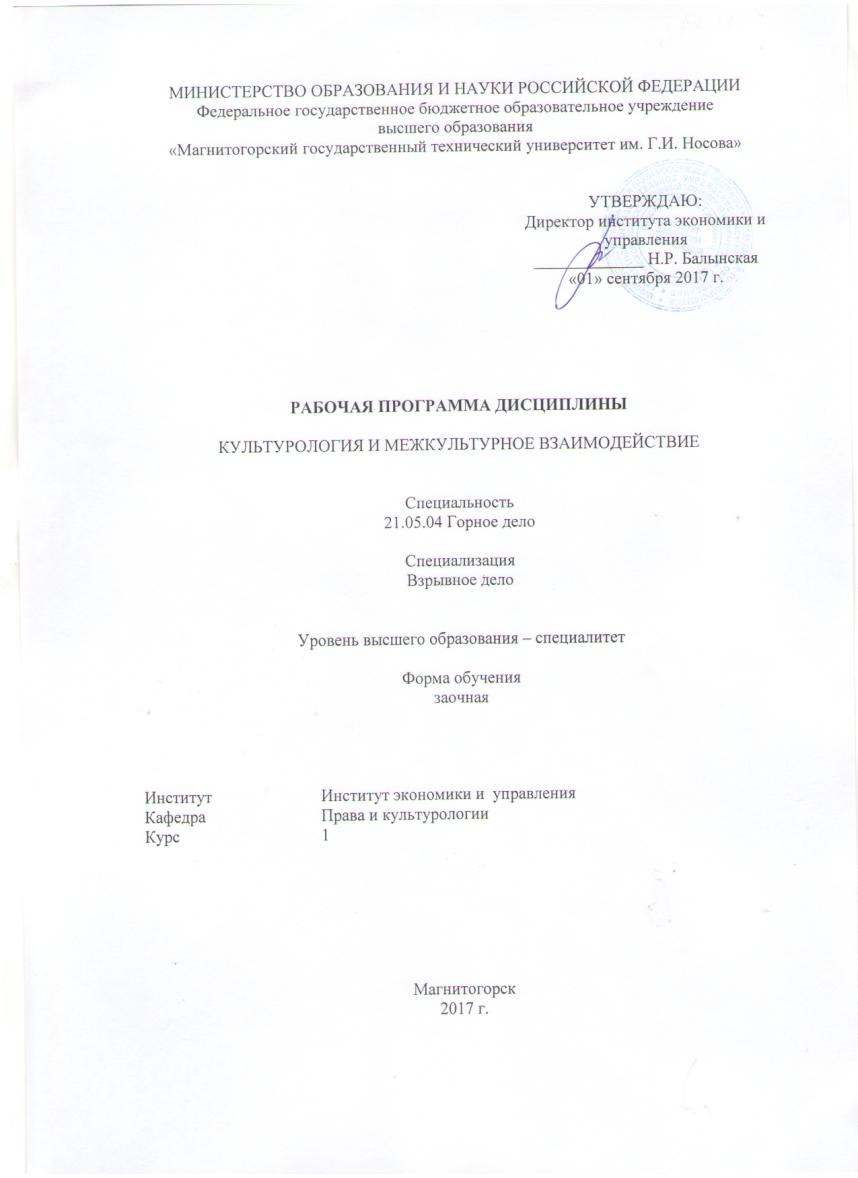 МИНИСТЕРСТВО ОБРАЗОВАНИЯ И НАУКИ РОССИЙСКОЙ ФЕДЕРАЦИИ
Федеральное государственное бюджетное образовательное учреждение
высшего образования
«Магнитогорский государственный технический университет им. Г.И. Носова»
УТВЕРЖДАЮ:
Директор института экономики и
управления
Н.Р. Балынская
«01» сентября 2017 г.
РАБОЧАЯ ПРОГРАММА ДИСЦИПЛИНЫ
КУЛЬТУРОЛОГИЯ И МЕЖКУЛЬТУРНОЕ ВЗАИМОДЕЙСТВИЕ
Специальность
21.05.04 Горное дело
Специализация
Взрывное дело
Уровень высшего образования – специалитет
Форма обучения
заочная
Институт Институт экономики и управления
Кафедра Права и культурологии
Курс 1
Магнитогорск
2017 г.